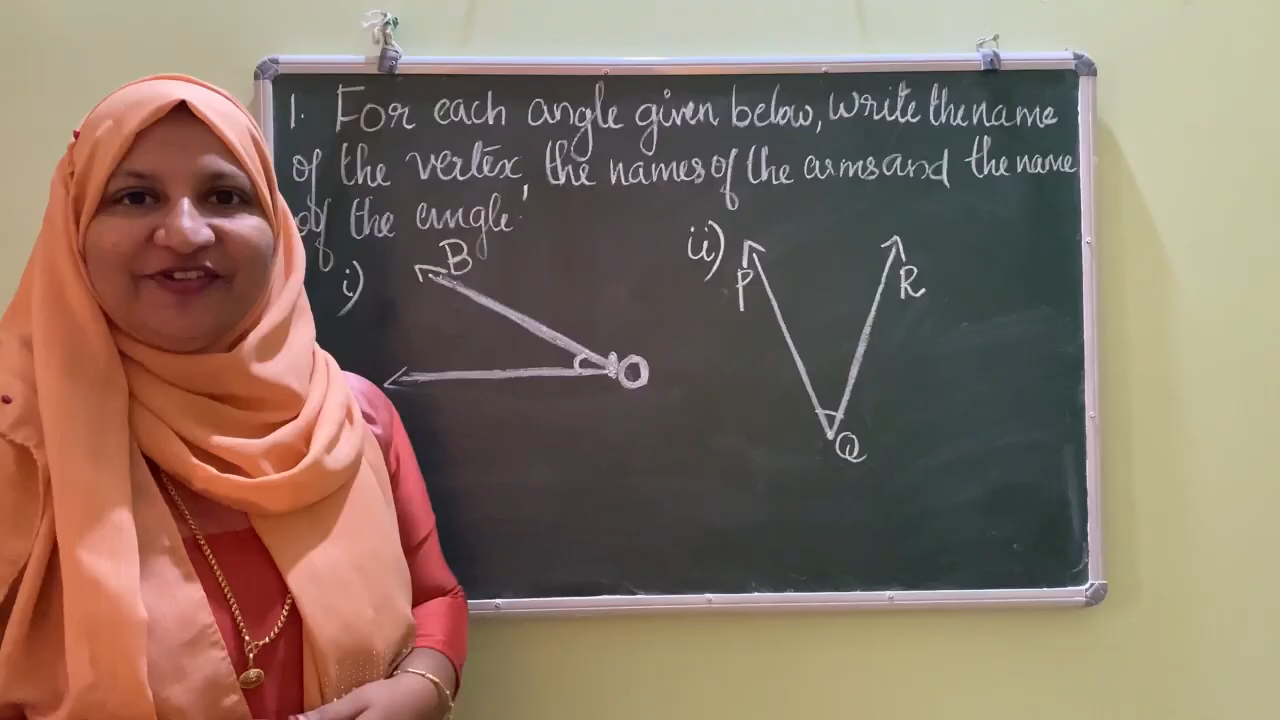 1. For each angle given below, write the name
of the vertex, the names of the arms and the name
of the angle.
i)
B
O
ii)
P
R
Q